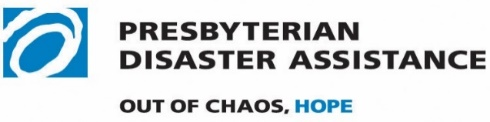 PRESBYTERIAN
DISASTER ASSISTANCE
OUT OF CHAOS, HOPE